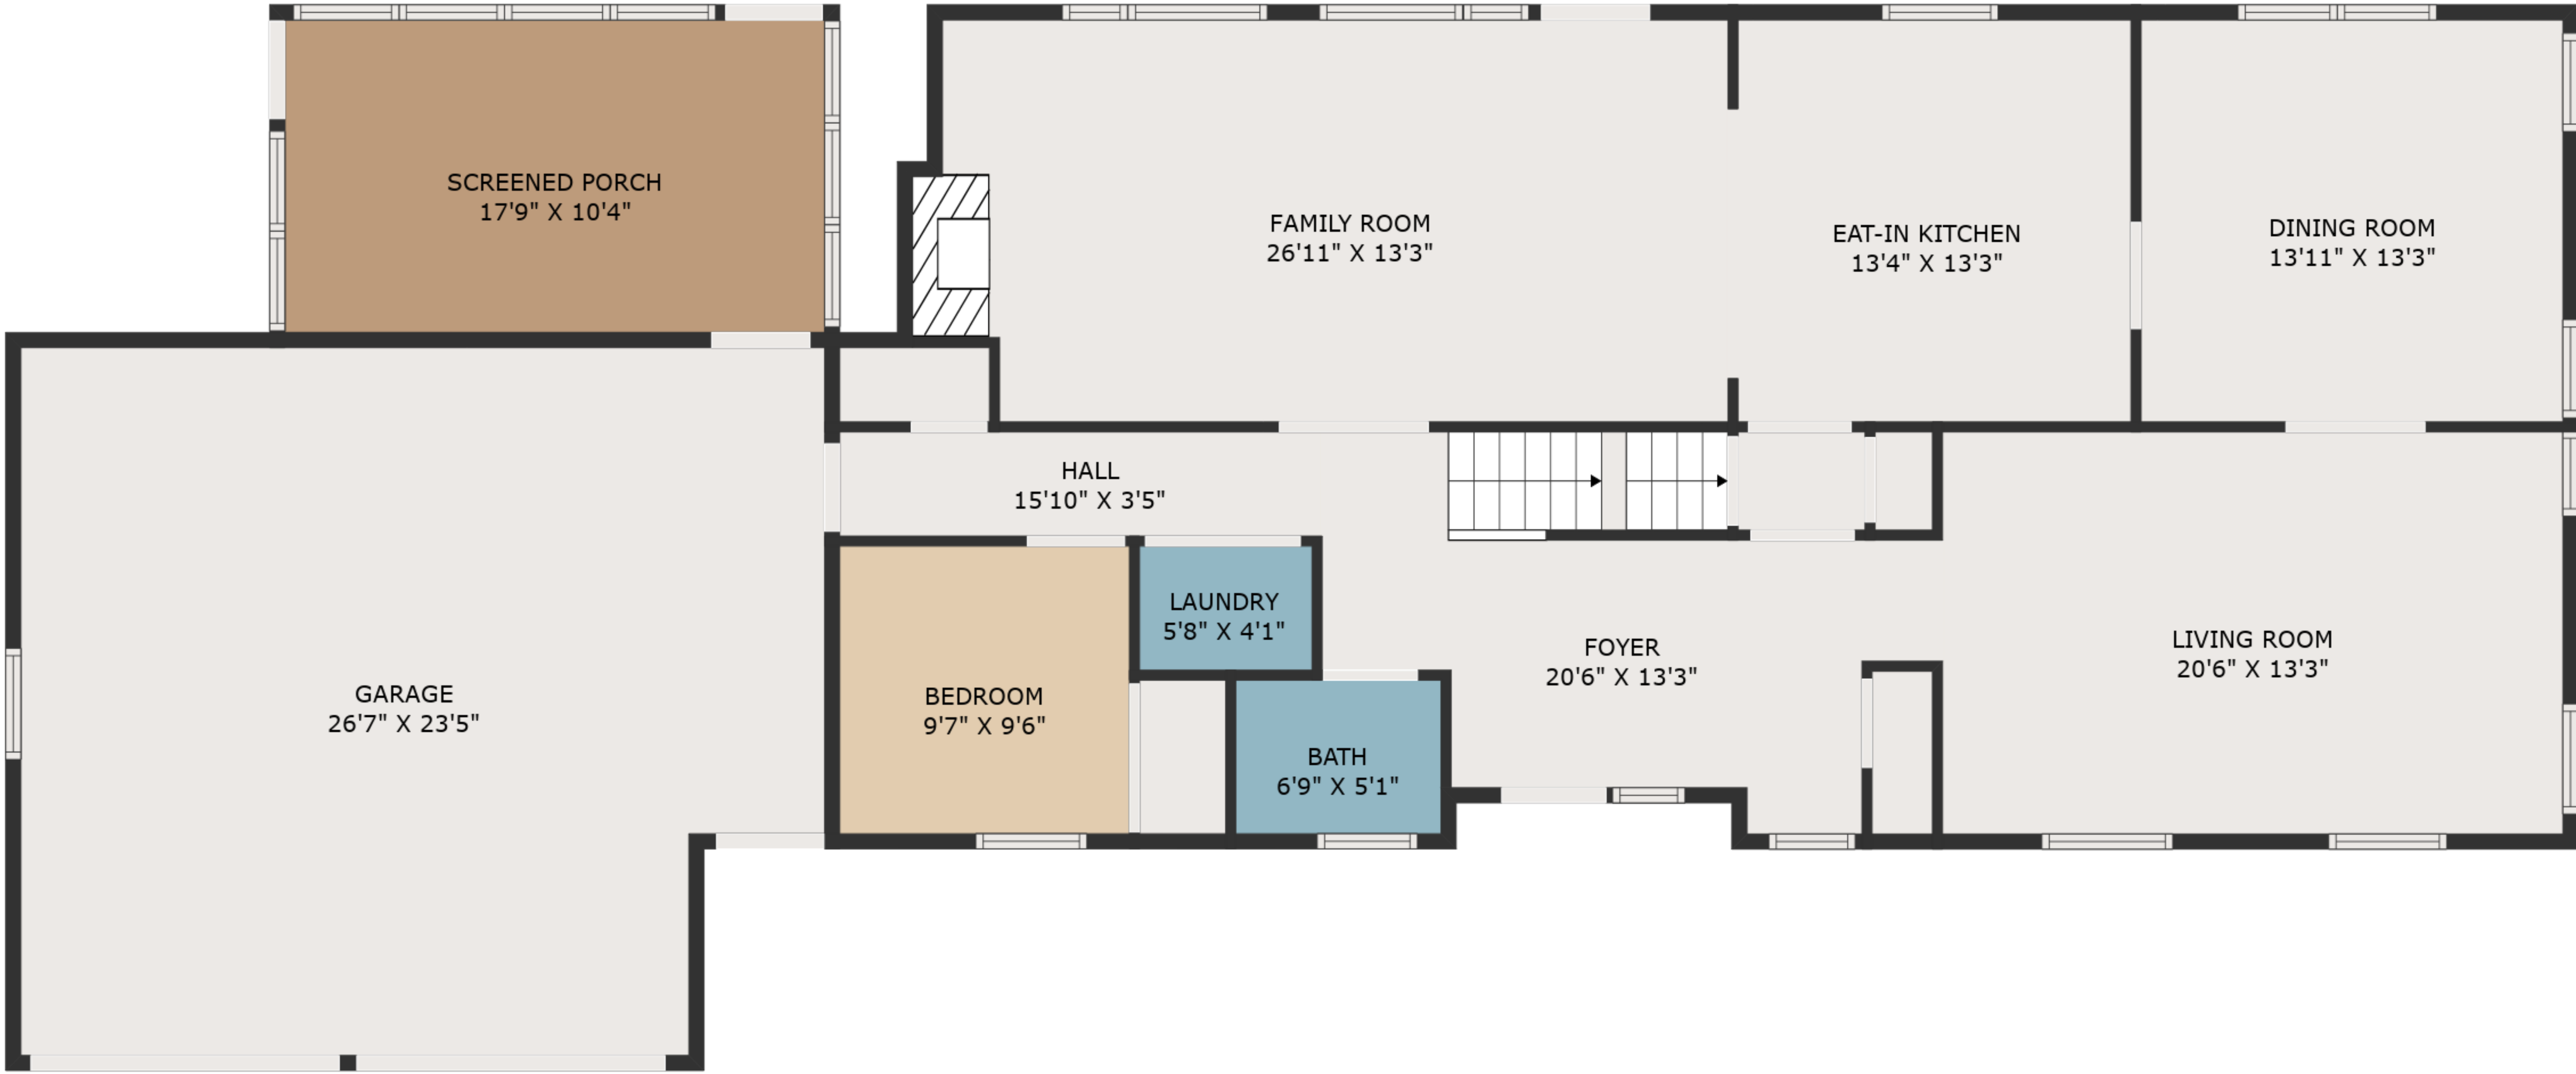 SCREENED PORCH
17'9" X 10'4"
FAMILY ROOM
26'11" X 13'3"
EAT-IN KITCHEN
13'4" X 13'3"
DINING ROOM
13'11" X 13'3"
HALL
15'10" X 3'5"
LAUNDRY
5'8" X 4'1"
FOYER
20'6" X 13'3"
LIVING ROOM
20'6" X 13'3"
GARAGE
26'7" X 23'5"
BEDROOM
9'7" X 9'6"
BATH
6'9" X 5'1"